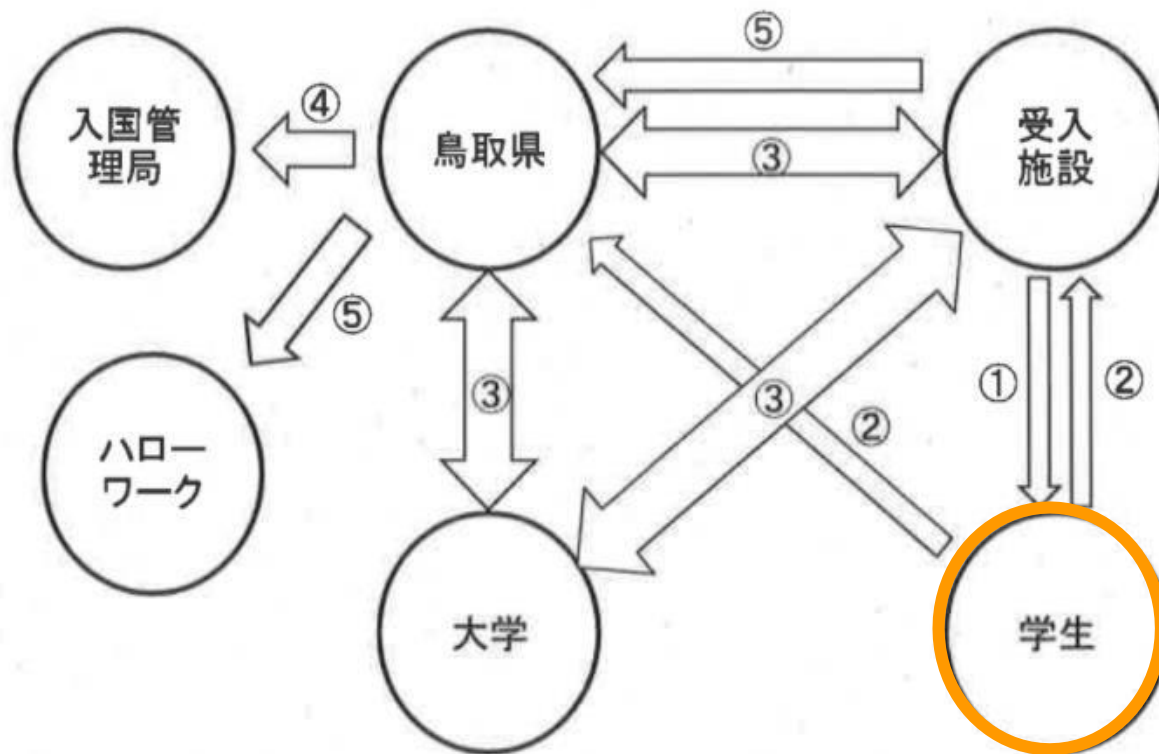 ⑤
入国管
理局
④
鳥取県
③
受入
施設
⑤
ハロー
ワーク
③
③
②
①
②
大学
学生